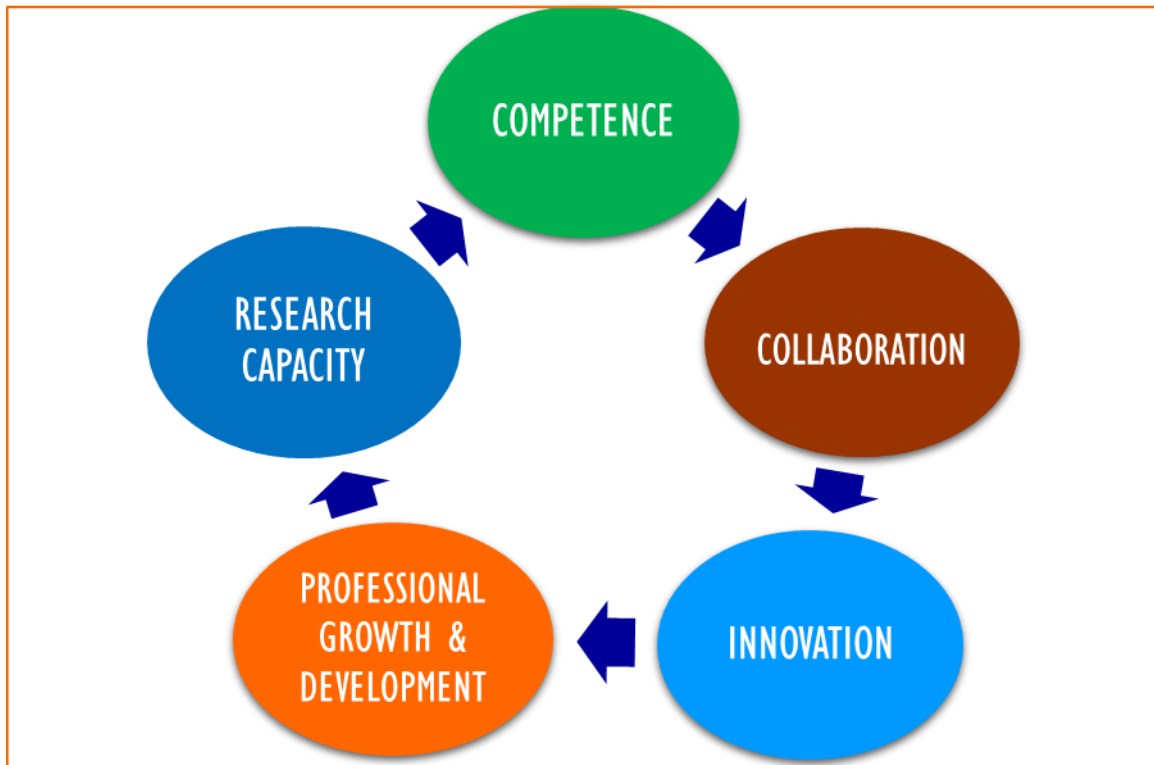 COMPETENCE
COLLABORATION
INNOVATION
PROFESSIONAL
GROWTH &
DEVELOPMENT
RESEARCH
CAPACITY